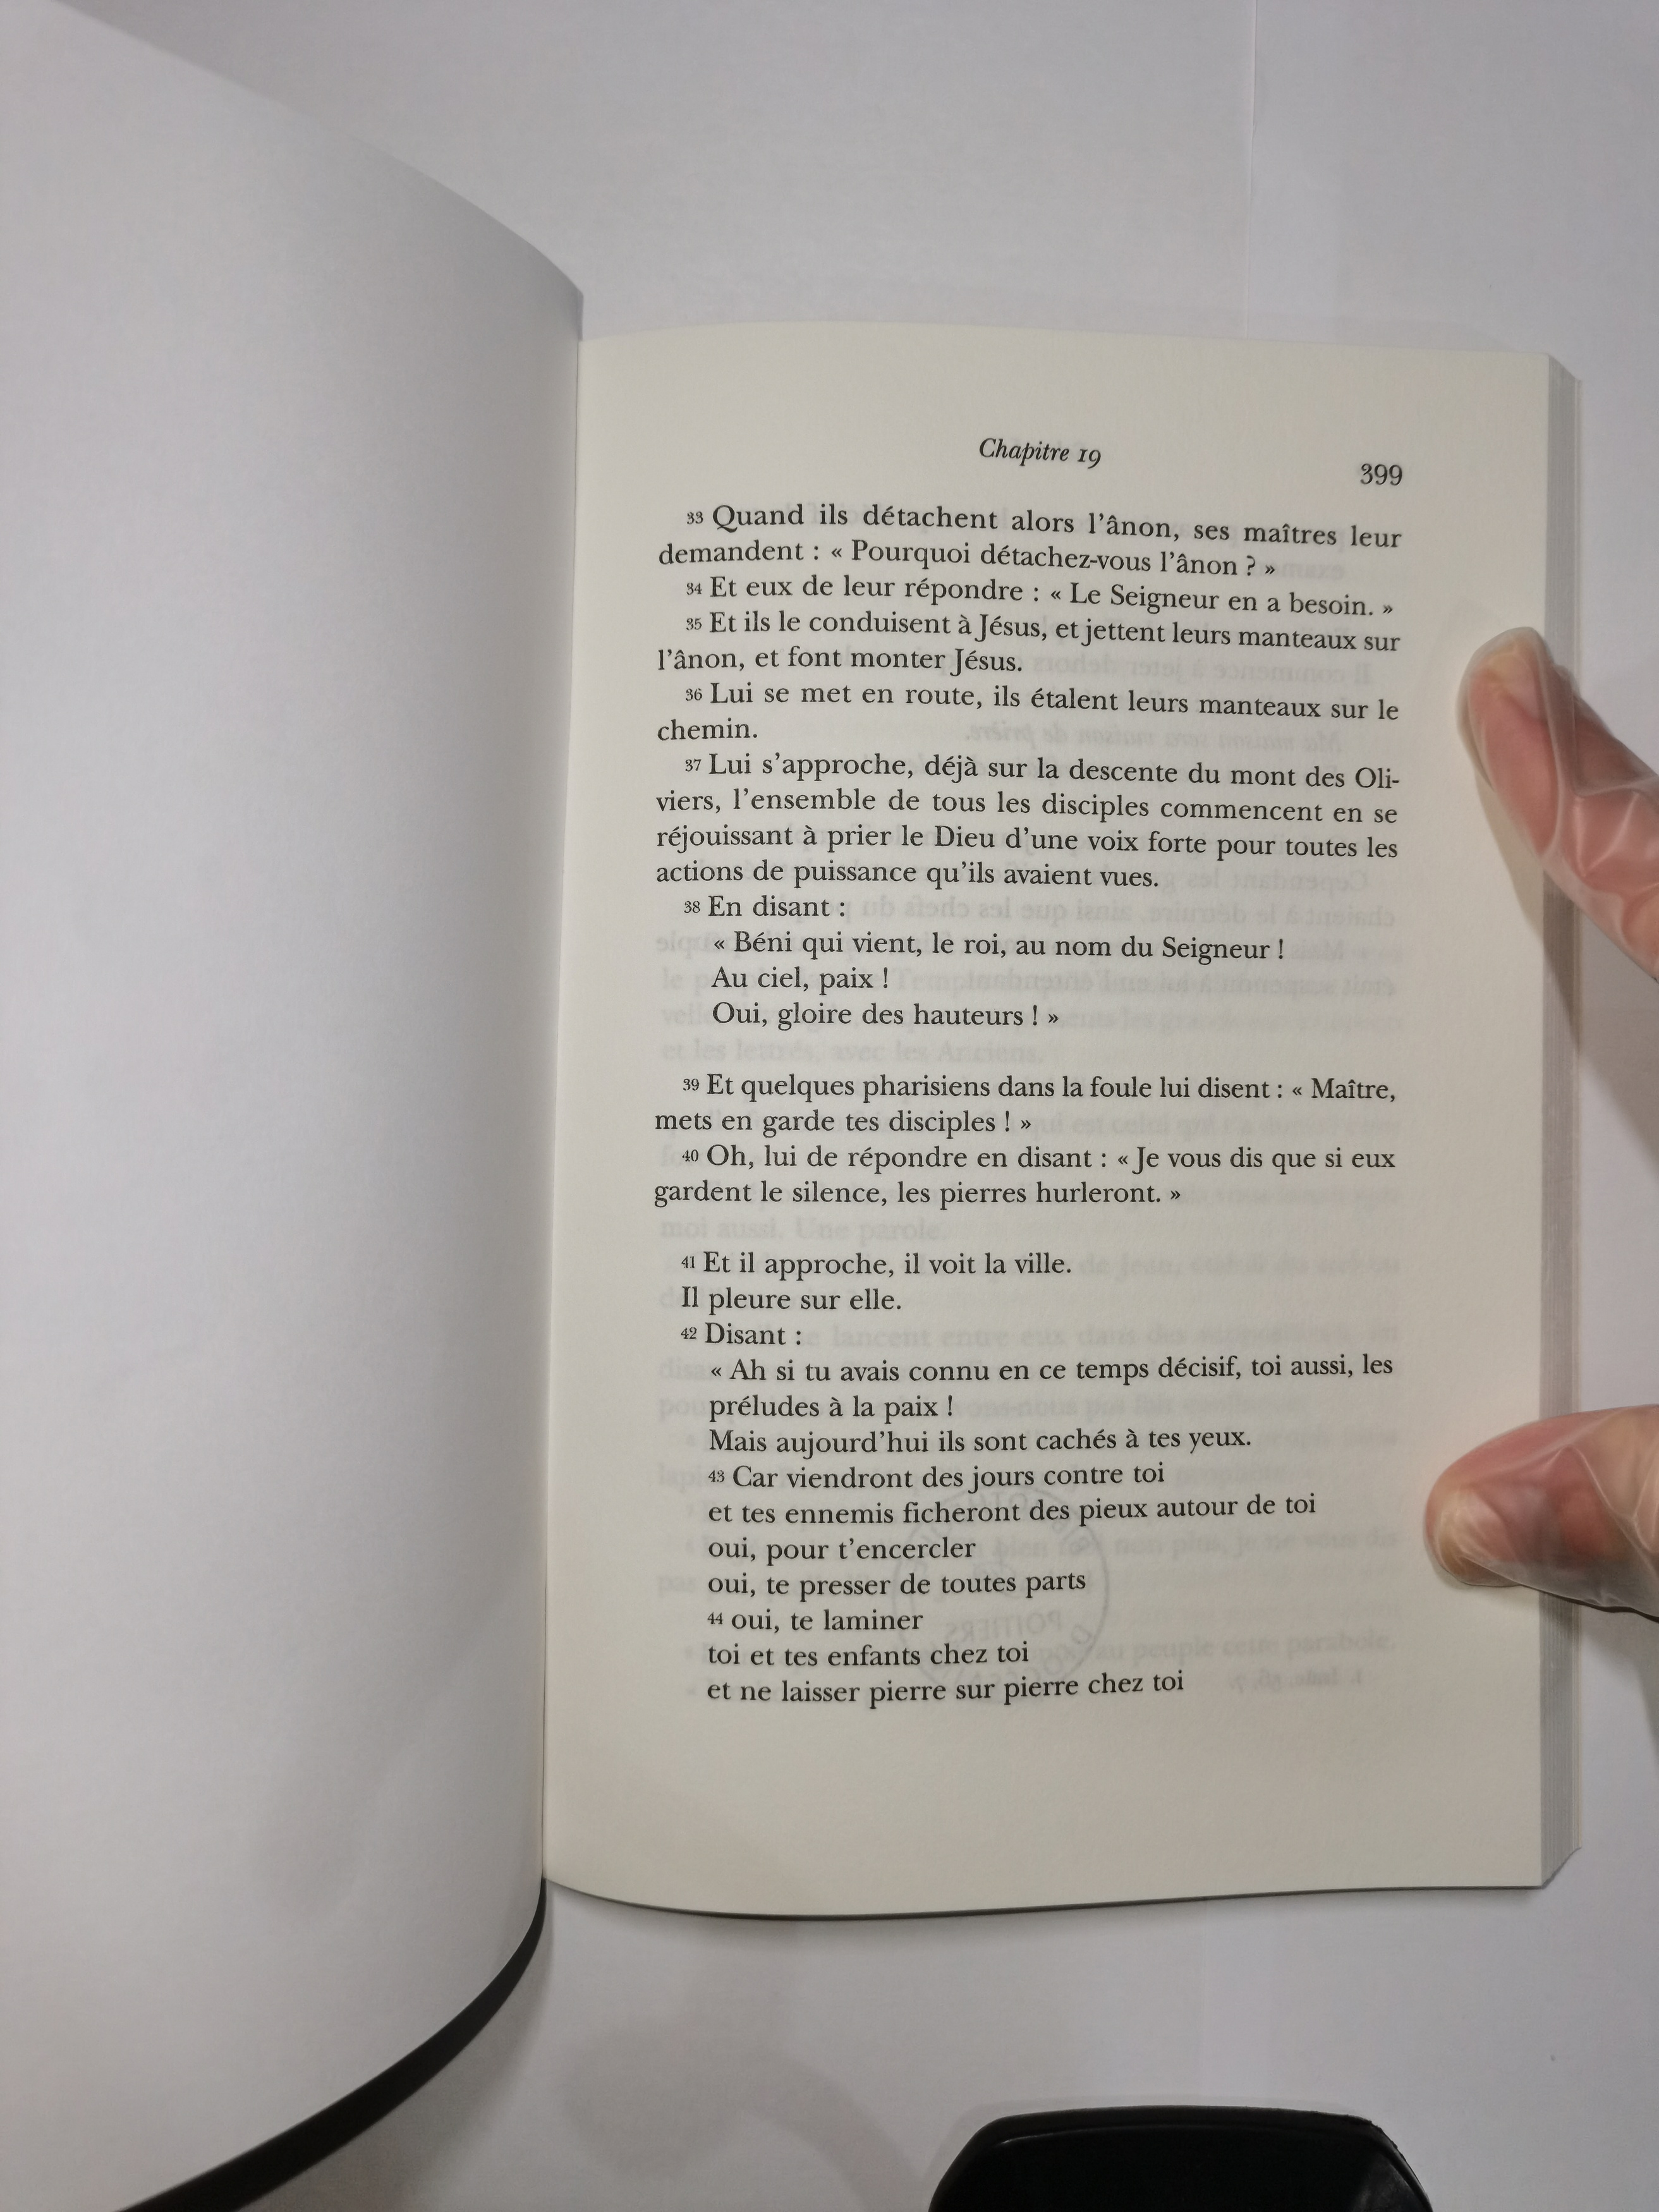 Chapitre 19
399
33 Quand ils détachent alors l'ânon, ses maîtres leur
demandent : « Pourquoi détachez-vous l'ânon ? »
34 Et eux de leur répondre : « Le Seigneur en a besoin. »
35 Et ils le conduisent à Jésus, et jettent leurs manteaux sur
l'ânon, et font monter Jésus.
36 Lui se met en route, ils étalent leurs manteaux sur le
chemin.
37 Lui s'approche, déjà sur la descente du mont des Oli-
viers, l'ensemble de tous les disciples commencent en se
réjouissant à prier le Dieu d'une voix forte pour toutes les
actions de puissance qu'ils avaient vues.
38 En disant :
« Béni qui vient, le roi, au nom du Seigneur !
Au ciel, paix !
Oui, gloire des hauteurs ! »
39 Et quelques pharisiens dans la foule lui disent : « Maître,
mets en garde tes disciples ! »
40 Oh, lui de répondre en disant : « Je vous dis que si eux
gardent le silence, les pierres hurleront. »
41 Et il approche, il voit la ville.
Il pleure sur elle.
42 Disant :
« Ah si tu avais connu en ce temps décisif, toi aussi, les
préludes à la paix !
Mais aujourd'hui ils sont cachés à tes yeux.
43 Car viendront des jours contre toi
et tes ennemis ficheront des pieux autour de toi
oui, pour t'encercler
oui, te presser de toutes parts
44 oui, te laminer
toi et tes enfants chez toi
et ne laisser pierre sur pierre chez toi